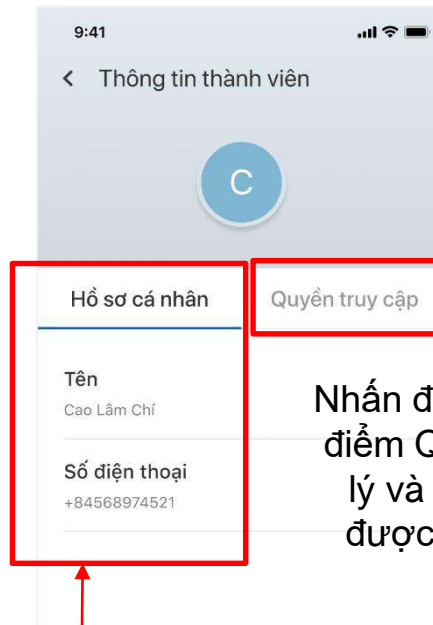 9:41
Thông tin thành viên
C
Hồ sơ cá nhân
Quyền truy cập
Tên
Cao Lâm Chí
Số điện thoại
+84568974521
Nhấn
điểm
lý và
được